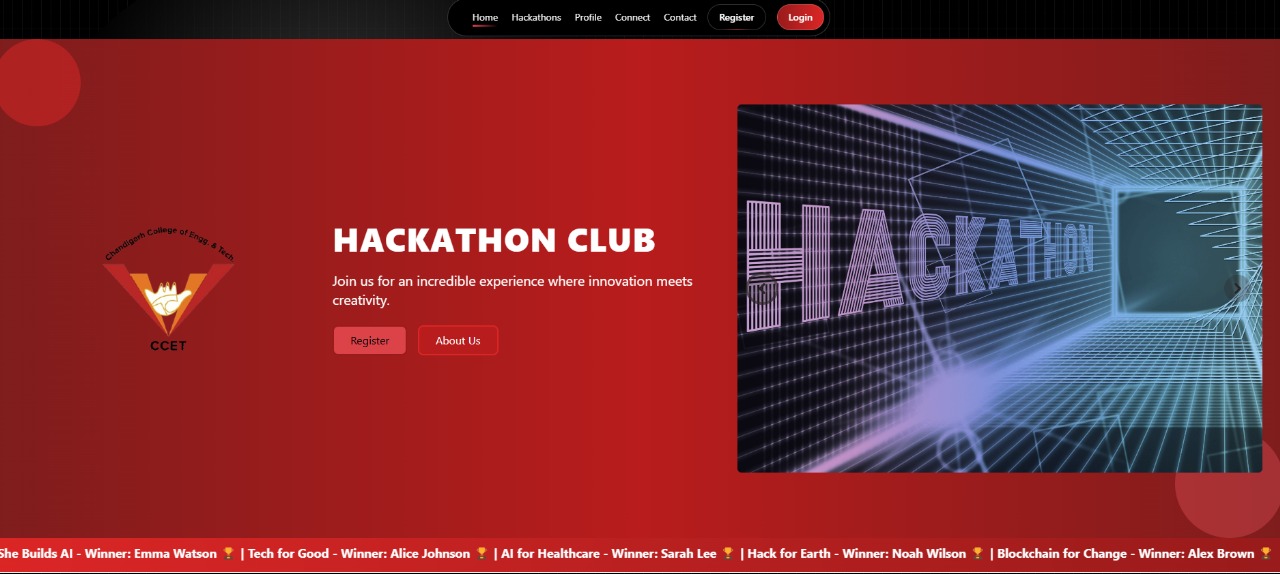 Home Hackathons Profile Connect Contact Register Login
Chandigarh College of Engg. & Tech
CCET
HACKATHON CLUB
Join us for an incredible experience where innovation meets
creativity.
Register About Us
HACKATHON
She Builds AI - Winner: Emma Watson 🏆 | Tech for Good - Winner: Alice Johnson 🏆 | AI for Healthcare - Winner: Sarah Lee 🏆 | Hack for Earth - Winner: Noah Wilson 🏆 | Blockchain for Change - Winner: Alex Brown 🏆